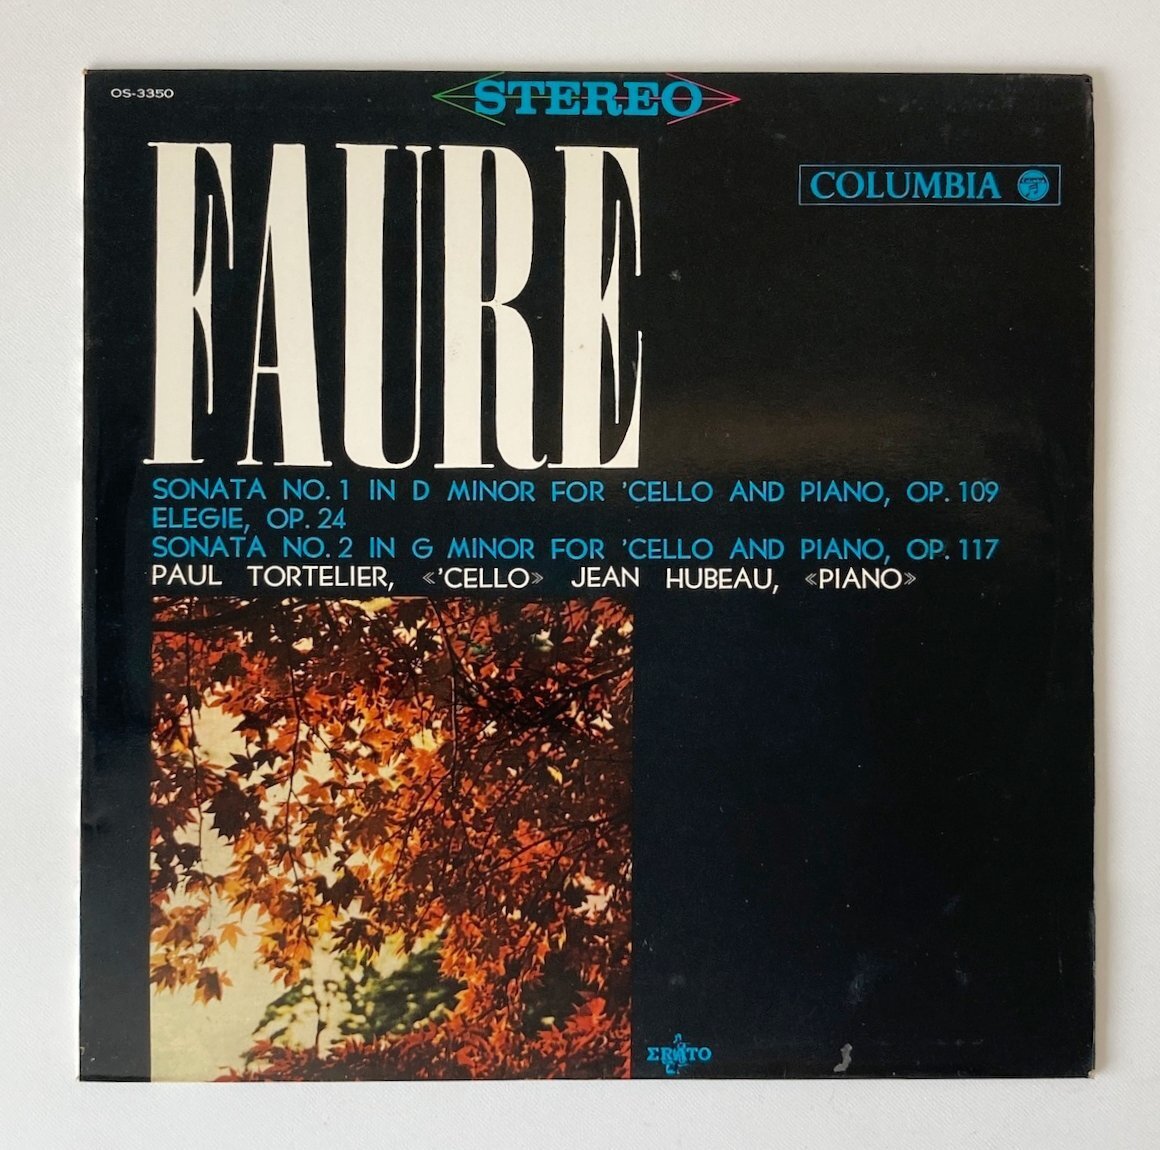 OS-3350
STEREO
FAURE
COLUMBIA
SONATA NO.1 IN D MINOR FOR 'CELLO AND PIANO, OP. 109
ELEGIE, OP. 24
SONATA NO.2 IN G MINOR FOR 'CELLO AND PIANO, OP. 117
PAUL TORTELIER, «'CELLO» JEAN HUBEAU, «PIANO»
ΣRATO